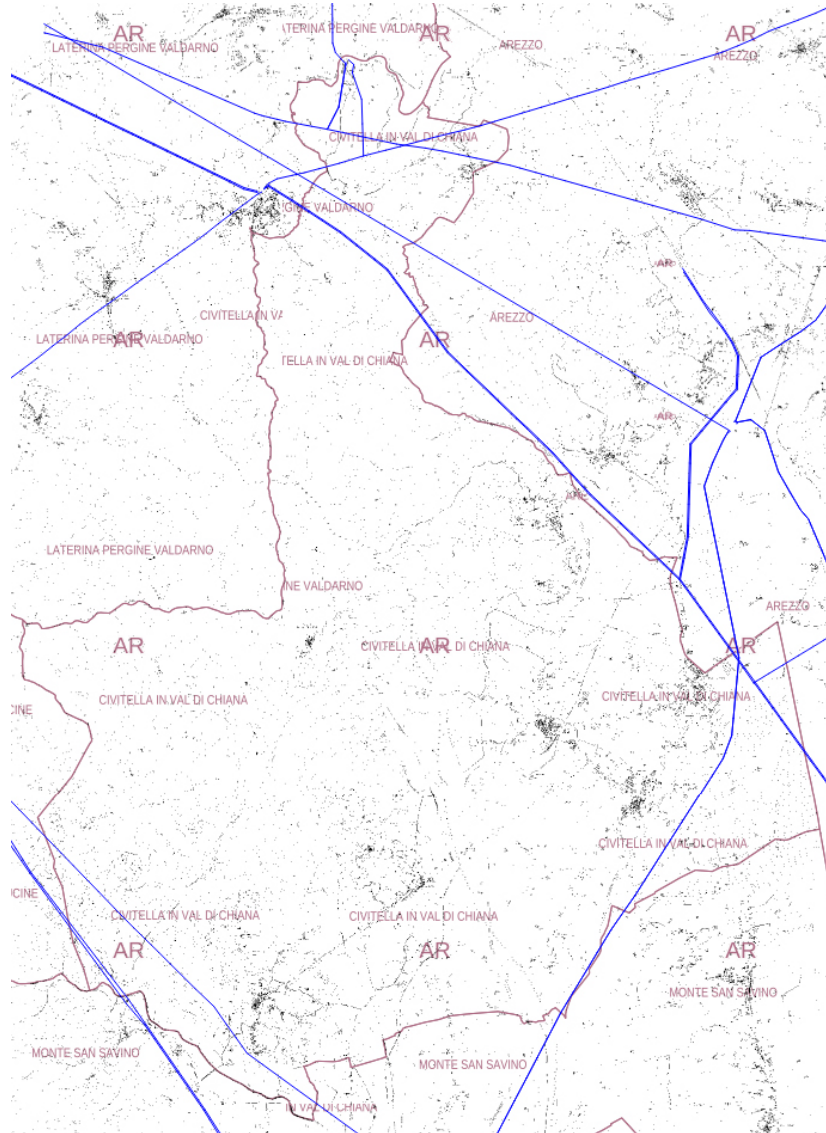 AR
ATERINA PERGINE VALDARNO
AR
AR
LATERINA PERGINE VALDARNO
AREZZO
AREZZO
CIVITELLA IN VAL DI CHIANA
GINE VALDARNO
AR
CIVITELLA IN VA
AREZZO
LATERINA PERGINE VALDARNO
AR
AR
AR
TELLA IN VAL DI CHIANA
AR
AR
LATERINA PERGINE VALDARNO
NE VALDARNO
AREZZO
AR
CIVITELLA IN VAL DI CHIANA
AR
AR
CIVITELLA IN VAL DI CHIANA
CIVITELLA IN VAL DI CHIANA
CINE
CIVITELLA IN VAL DI CHIANA
CINE
CIVITELLA IN VAL DI CHIANA
CIVITELLA IN VAL DI CHIANA
AR
AR
AR
MONTE SAN SAVINO
MONTE SAN SAVINO
MONTE SAN SAVINO
IN VAL DI CHIANA